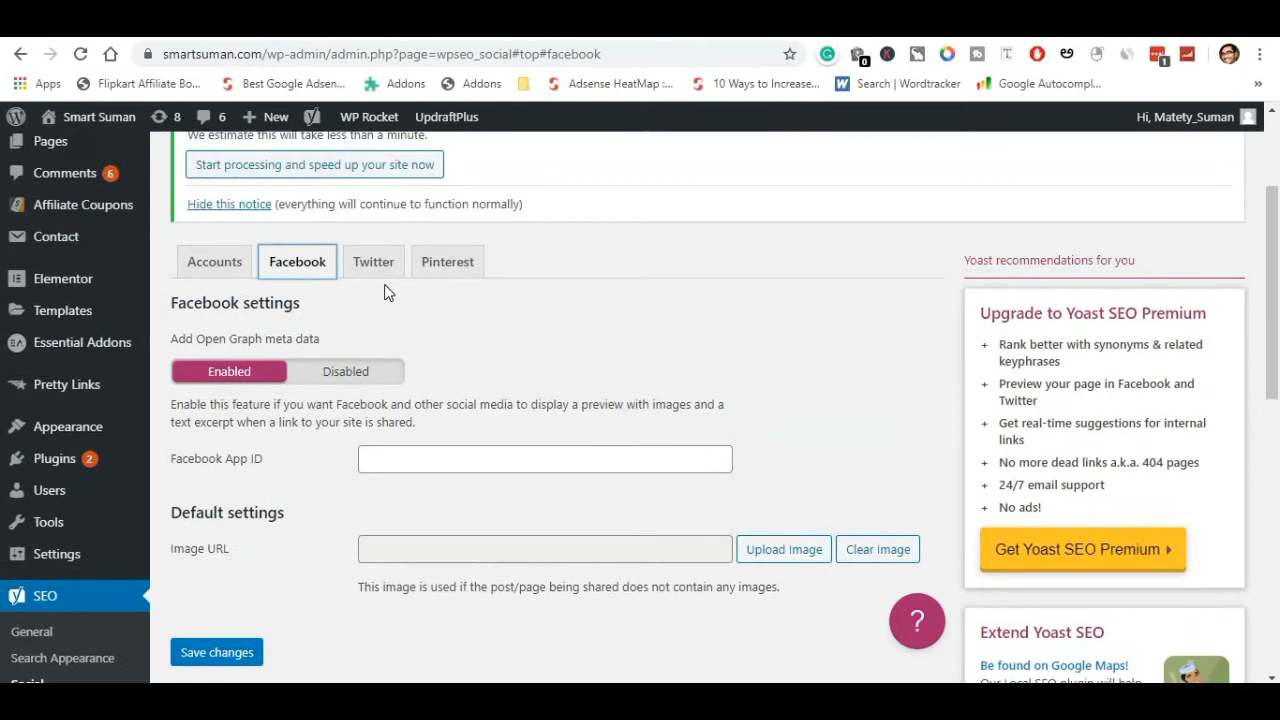 smartsuman.com/wp-admin/admin.php?page=wpseo_social#top#facebook
0
1
Apps
Flipkart Affiliate Bo...
Best Google Adsen...
Addons
Addons
Adsense HeatMap :...
10 Ways to Increase...
Search | Wordtracker
Google Autocompl...
»
Smart Suman
8
6
New
WP Rocket
UpdraftPlus
Hi, Matety_Suman
Pages
Comments 6
Affiliate Coupons
Contact
Elementor
Templates
Essential Addons
Pretty Links
Appearance
Plugins 2
Users
Tools
Settings
SEO
General
Search Appearance
Social
We estimate this will take less than a minute.
Start processing and speed up your site now
Hide this notice (everything will continue to function normally)
Accounts
Facebook
Twitter
Pinterest
Facebook settings
Add Open Graph meta data
Enabled
Disabled
Enable this feature if you want Facebook and other social media to display a preview with images and a
text excerpt when a link to your site is shared.
Facebook App ID
Default settings
Image URL
Upload Image
Clear Image
This image is used if the post/page being shared does not contain any images.
Save changes
?
Yoast recommendations for you
Upgrade to Yoast SEO Premium
+ Rank better with synonyms & related
keyphrases
+ Preview your page in Facebook and
Twitter
+ Get real-time suggestions for internal
links
+ No more dead links a.k.a. 404 pages
+ 24/7 email support
+ No ads!
Get Yoast SEO Premium
Extend Yoast SEO
Be found on Google Maps!
Our Local SEO plugin will help